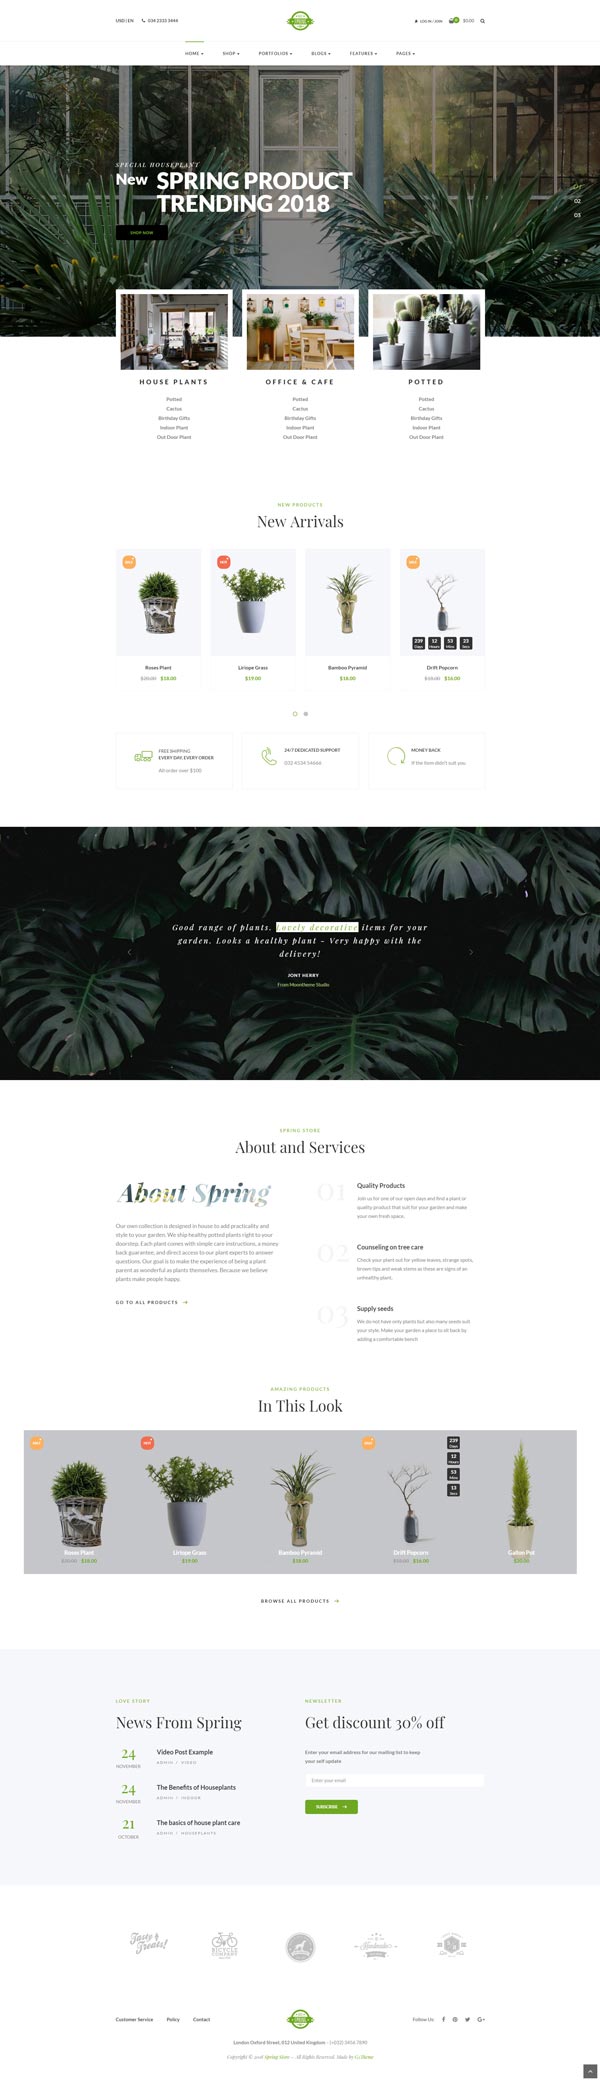 USD | EN
034 2335 3446
SPRING
LOG IN / JOIN
0
$0.00
HOME
SHOP
PORTFOLIOS
BLOGS
FEATURES
PAGES
SPECIAL HOUSEPLANT
New SPRING PRODUCT
TRENDING 2018
SHOP NOW
01
02
03
HOUSE PLANTS
Potted
Cactus
Birthday Gifts
Indoor Plant
Out Door Plant
OFFICE & CAFE
Potted
Cactus
Birthday Gifts
Indoor Plant
Out Door Plant
POTTED
Potted
Cactus
Birthday Gifts
Indoor Plant
Out Door Plant
NEW PRODUCTS
New Arrivals
239 12 53 23
Days Hours Mins Secs
Roses Plant
$20.00 $18.00
Liriope Grass
$19.00
Bamboo Pyramid
$18.00
Drift Popcorn
$18.00 $16.00
FREE SHIPPING
EVERY DAY, EVERY ORDER
All order over $100
24/7 DEDICATED SUPPORT
032 4534 54666
MONEY BACK
If the item didn't suit you
Good range of plants. Lovely decorative items for your
garden. Looks a healthy plant - Very happy with the
delivery!
JONT HERRY
From Moontheme Studio
SPRING STORE
About and Services
About Spring
Our own collection is designed in house to add practicality and
style to your garden. We ship healthy potted plants right to your
doorstep. Each plant comes with simple care instructions, a money-
back guarantee, and direct access to our plant experts to answer
questions. Our goal is to make the experience of being a plant
parent as wonderful as plants themselves. Because we believe
plants make people happy.
GO TO ALL PRODUCTS
01
Quality Products
Join us for one of our open days and find a plant or
quality product that suit for your garden and make
your own fresh space.
02
Counseling on tree care
Check your plant out for yellow leaves, strange spots,
brown tips and weak stems as these are signs of an
unhealthy plant.
03
Supply seeds
We do not have only plants but also many seeds suit
your style. Make your garden a place to sit back by
adding a comfortable bench
AMAZING PRODUCTS
In This Look
239
Days
12
Hours
53
Mins
13
Secs
Roses Plant
$20.00 $18.00
Liriope Grass
$19.00
Bamboo Pyramid
$18.00
Drift Popcorn
$18.00 $16.00
Gallon Pot
$20.00
BROWSE ALL PRODUCTS
LOVE STORY
News From Spring
24
NOVEMBER
Video Post Example
ADMIN / VIDEO
24
NOVEMBER
The Benefits of Houseplants
ADMIN / INDOOR
21
OCTOBER
The basics of house plant care
ADMIN / HOUSEPLANTS
NEWSLETTER
Get discount 30% off
Enter your email address for our mailing list to keep
your self update
Enter your email
SUBSCRIBE
Tasty
Treats!
BICYCLE
COMPANY
Handmade
Customer Service
Policy
Contact
SPRING
Follow Us:
London Oxford Street, 012 United Kingdom - (+032) 3456 7890
Copyright © 2018 Spring Store — All Rights Reserved. Made by G5Theme